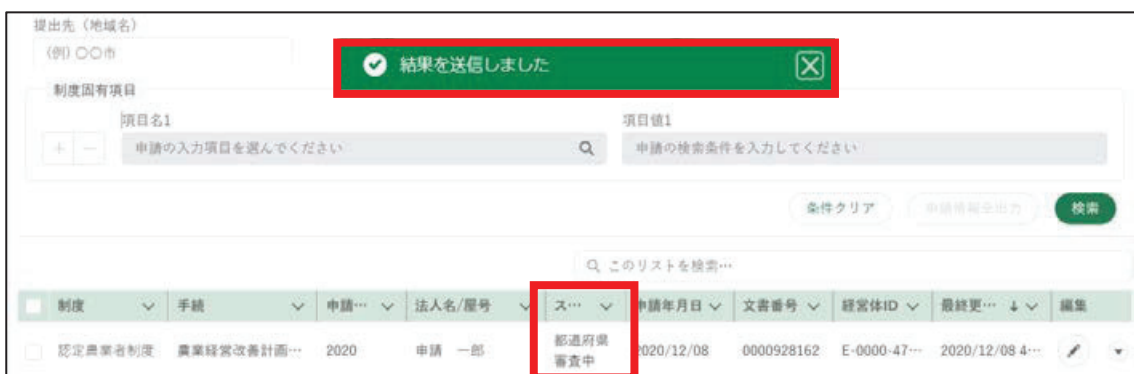 提出先（地域名）
(例) 〇〇市
結果を送信しました
制度固有項目
項目名1
項目値1
申請の入力項目を選んでください
申請の検索条件を入力してください
条件クリア
申請情報全出力
検索
このリストを検索…
制度 手続 申請… 法人名/屋号 ス… 申請年月日 文書番号 経営体ID 最終更… ↓ 編集
認定農業者制度 農業経営改善計画… 2020 申請 一郎 都道府県 2020/12/08 0000928162 E-0000-47… 2020/12/08 4…
審査中